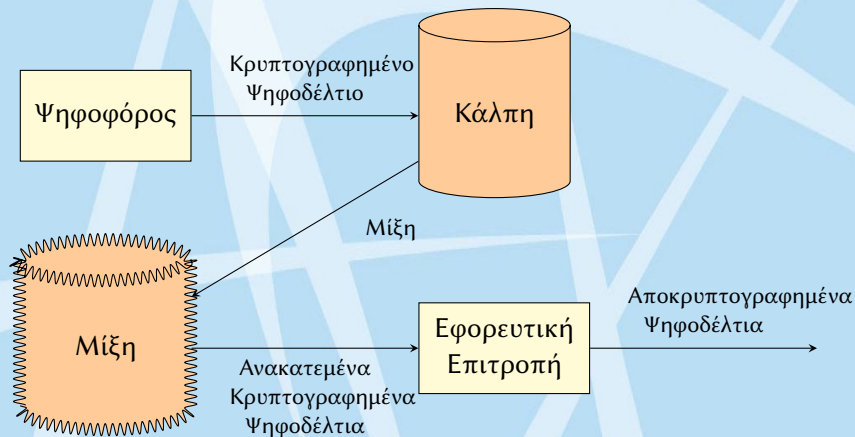 Ψηφοφόρος
Κρυπτογραφημένο
Ψηφοδέλτιο
Κάλπη
Μίξη
Μίξη
Ανακατεμένα
Κρυπτογραφημένα
Ψηφοδέλτια
Εφορευτική
Επιτροπή
Αποκρυπτογραφημένα
Ψηφοδέλτια